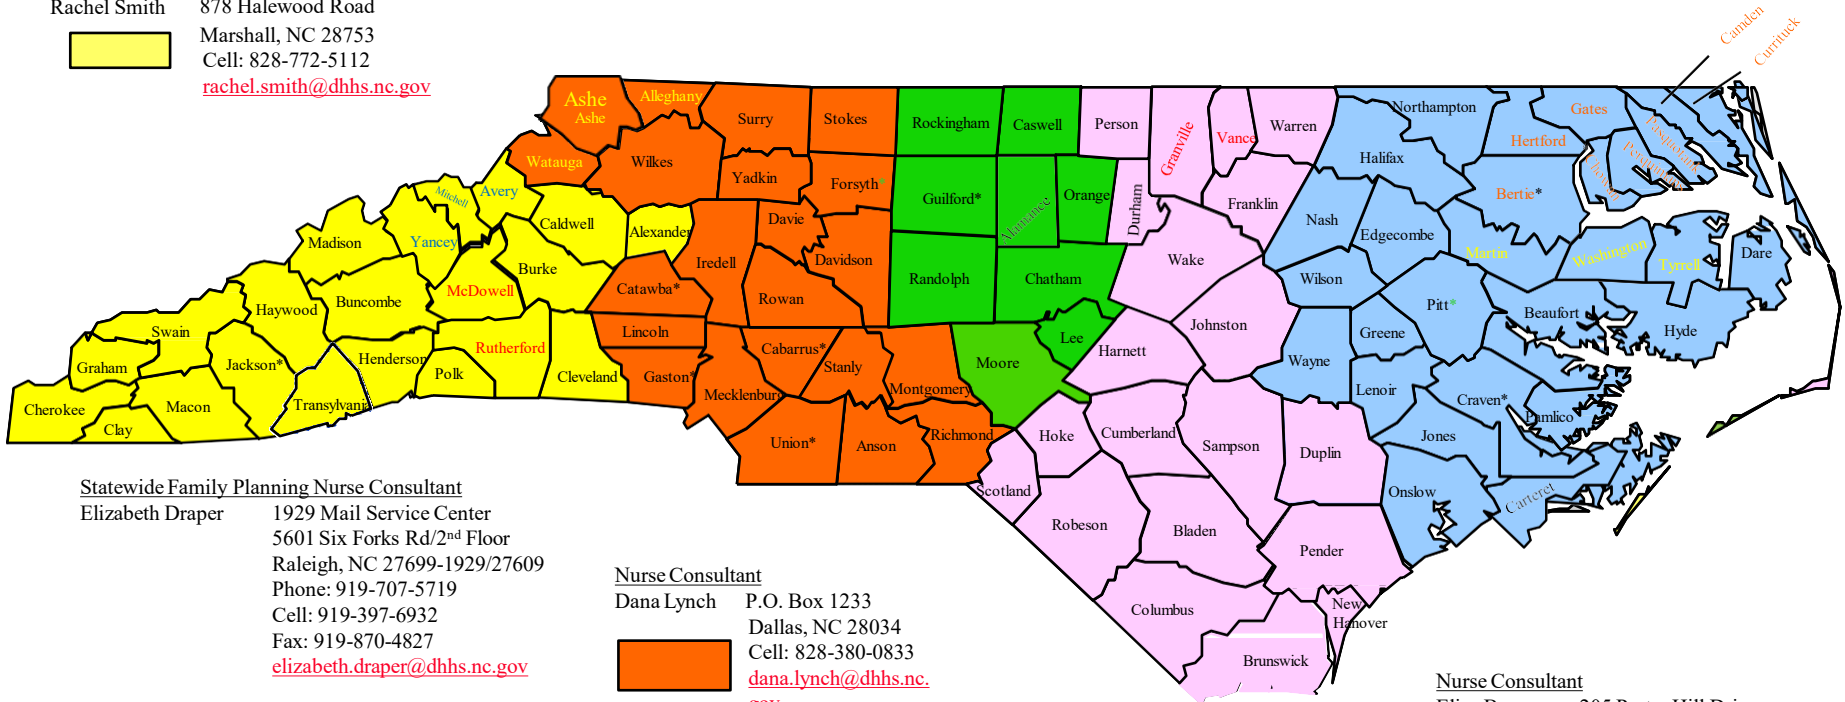 Rachel Smith 878 Halewood Road
Marshall, NC 28753
Cell: 828-772-5112
rachel.smith@dhhs.nc.gov
Camden
Currituck
Ashe
Ashe
Alleghany
Surry
Stokes
Rockingham
Caswell
Person
Granville
Vance
Warren
Northampton
Gates
Hertford
Pasquotank
Perquimans
Chowan
Halifax
Watauga
Wilkes
Yadkin
Forsyth*
Guilford*
Alamance
Orange
Durham
Franklin
Nash
Edgecombe
Bertie*
Mitchell
Avery
Caldwell
Alexander
Davie
Davidson
Iredell
Madison
Yancey
Burke
McDowell
Catawba*
Rowan
Randolph
Chatham
Wake
Wilson
Martin
Washington
Tyrrell
Dare
Pitt*
Beaufort
Hyde
Haywood
Buncombe
Swain
Graham
Jackson*
Henderson
Rutherford
Polk
Cleveland
Lincoln
Gaston*
Cabarrus*
Stanly
Mecklenburg
Montgomery
Moore
Lee
Harnett
Johnston
Greene
Wayne
Lenoir
Craven*
Pamlico
Jones
Cherokee
Clay
Macon
Transylvani
Union*
Anson
Richmond
Hoke
Cumberland
Sampson
Duplin
Onslow
Carteret
Scotland
Robeson
Bladen
Pender
Columbus
New
Hanover
Brunswick
Statewide Family Planning Nurse Consultant
Elizabeth Draper 1929 Mail Service Center
5601 Six Forks Rd/2nd Floor
Raleigh, NC 27699-1929/27609
Phone: 919-707-5719
Cell: 919-397-6932
Fax: 919-870-4827
elizabeth.draper@dhhs.nc.gov
Nurse Consultant
Dana Lynch P.O. Box 1233
Dallas, NC 28034
Cell: 828-380-0833
dana.lynch@dhhs.nc.
Nurse Consultant